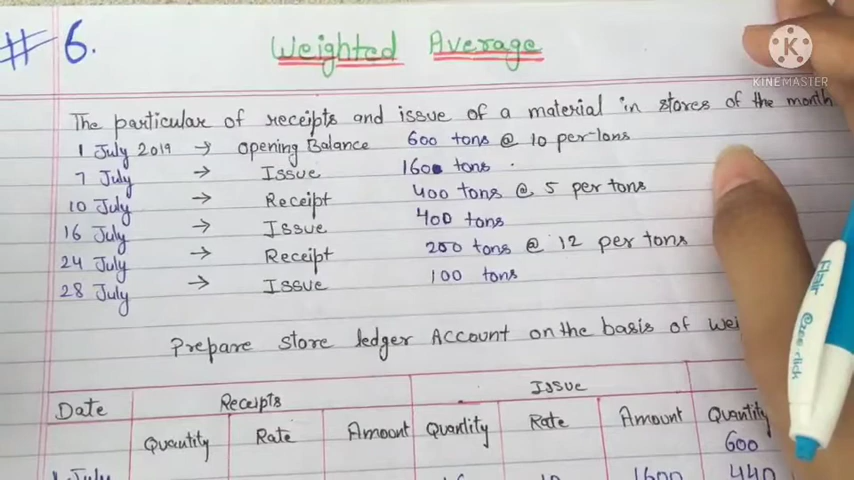 #6.
Weighted Average
K
KINEMASTER
The particular of receipts and issue of a material in stores of the month
1 July 2019 → Opening Balance 600 tons @ 10 per tons
7 July → Issue 160 tons
10 July → Receipt 400 tons @ 5 per tons
16 July → Issue 400 tons
24 July → Receipt 200 tons @ 12 per tons
28 July → Issue 100 tons
Prepare store ledger Account on the basis of
Date Receipts Issue
Quantity Rate Amount Quantity Rate Amount Quantity
600
1 July 10 1600 440
Flair